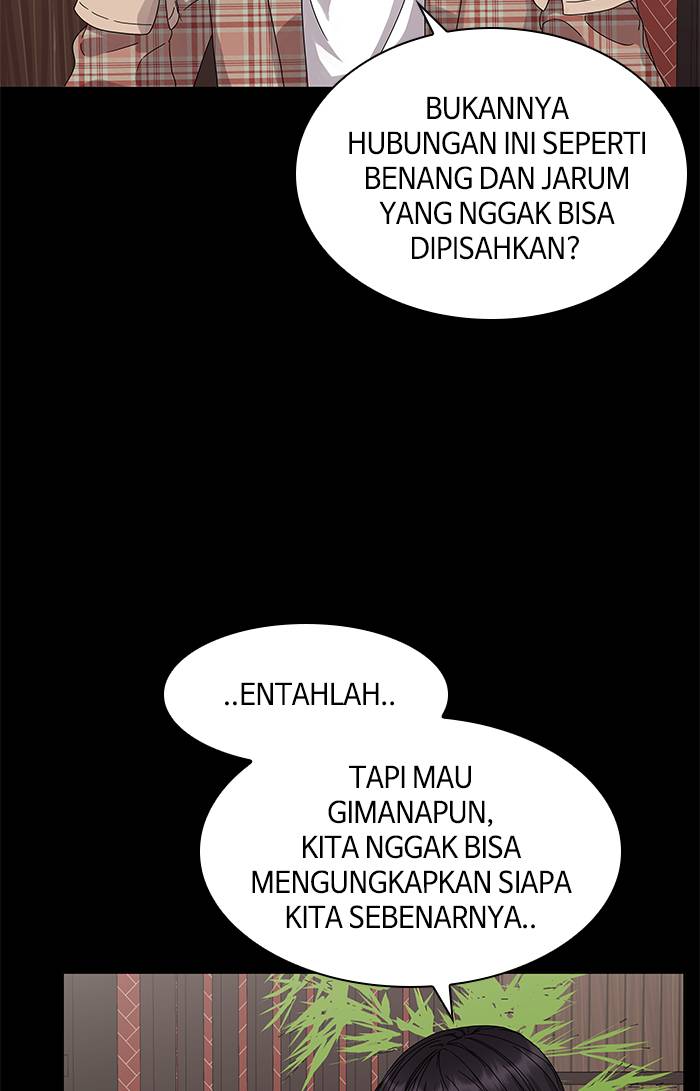 BUKANNYA
HUBUNGAN INI SEPERTI
BENANG DAN JARUM
YANG NGGAK BISA
DIPISAHKAN?
..ENTAHLAH..
TAPI MAU
GIMANAPUN,
KITA NGGAK BISA
MENGUNGKAPKAN SIAPA
KITA SEBENARNYA..